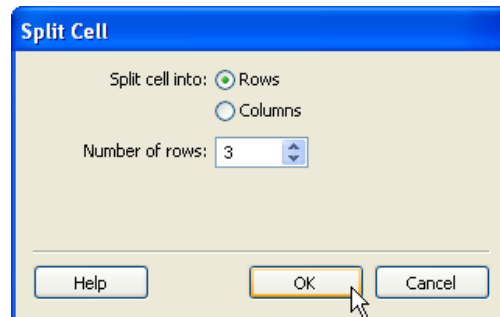 Split Cell
Split cell into: Rows
Columns
Number of rows: 3
Help OK Cancel